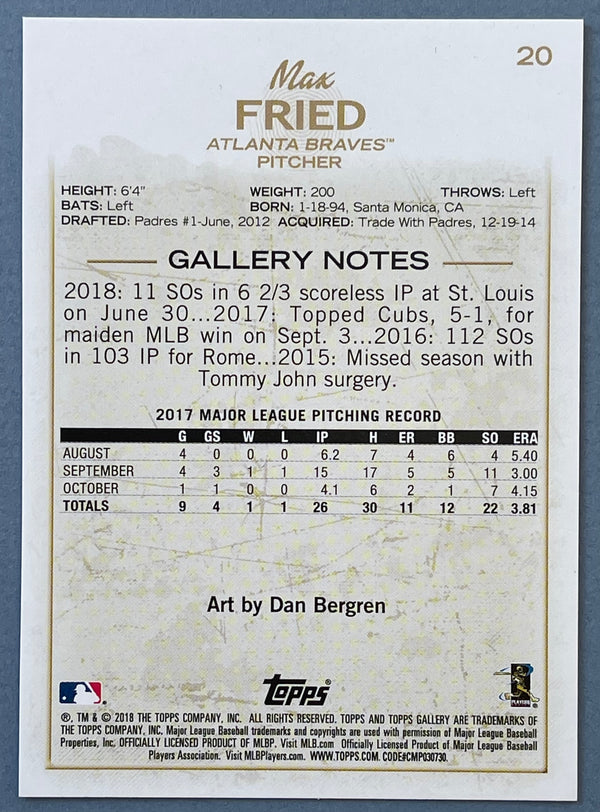 20
Max
FRIED
ATLANTA BRAVES™
PITCHER
HEIGHT: 6'4" WEIGHT: 200 THROWS: Left
BATS: Left BORN: 1-18-94, Santa Monica, CA
DRAFTED: Padres #1-June, 2012 ACQUIRED: Trade With Padres, 12-19-14
GALLERY NOTES
2018: 11 SOs in 6 2/3 scoreless IP at St. Louis
on June 30...2017: Topped Cubs, 5-1, for
maiden MLB win on Sept. 3...2016: 112 SOs
in 103 IP for Rome...2015: Missed season with
Tommy John surgery.
2017 MAJOR LEAGUE PITCHING RECORD
G GS W L IP H ER BB SO ERA
AUGUST 4 0 0 0 6.2 7 4 6 4 5.40
SEPTEMBER 4 3 1 1 15 17 5 5 11 3.00
OCTOBER 1 1 0 0 4.1 6 2 1 7 4.15
TOTALS 9 4 1 1 26 30 11 12 22 3.81
Art by Dan Bergren
topps®
PLAYERS
®, TM & © 2018 THE TOPPS COMPANY, INC. ALL RIGHTS RESERVED. TOPPS AND TOPPS GALLERY ARE TRADEMARKS OF
THE TOPPS COMPANY, INC. Major League Baseball trademarks and copyrights are used with permission of Major League Baseball
Properties, Inc. OFFICIALLY LICENSED PRODUCT OF MLBP. Visit MLB.com Officially Licensed Product of Major League Baseball
Players Association. Visit MLBPlayers.com. WWW.TOPPS.COM. CODE#CMP030730.